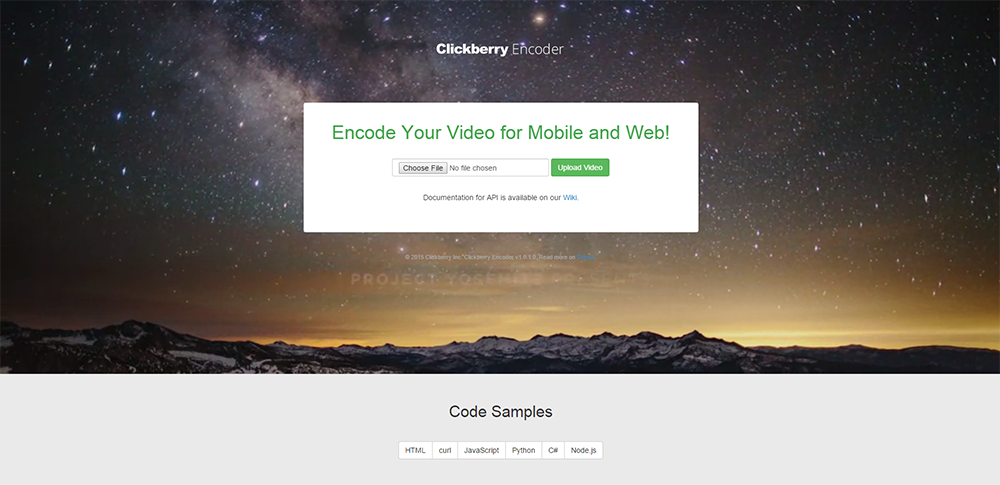 Clickberry Encoder
Encode Your Video for Mobile and Web!
Choose File No file chosen Upload Video
Documentation for API is available on our Wiki.
© 2015 Clickberry Inc. Clickberry Encoder v1.0.1.0. Read more on
PROJECT YOSEMITE
Code Samples
HTML curl JavaScript Python C# Node.js